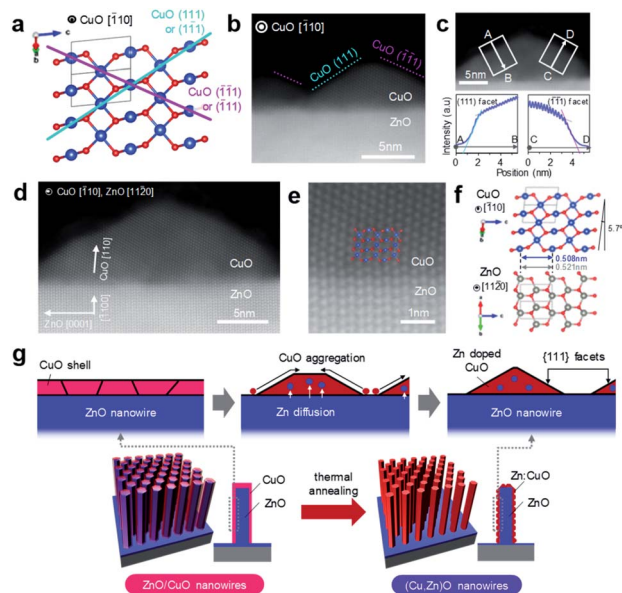 a
CuO [1̄10]
CuO (111)
or (111̄)
CuO (1̄1̄1)
or (1̄11)
c
b
b
CuO [1̄10]
CuO (111)
CuO (1̄1̄1)
CuO
ZnO
5nm
c
A
B
C
D
5nm
Intensity (a.u)
(111) facet
(1̄1̄1) facet
A
B
C
D
0 2 4
0 2 4
Position (nm)
d
CuO [1̄10], ZnO [112̄0]
CuO [110]
CuO
ZnO
[1̄100]
ZnO [0001]
5nm
e
CuO
ZnO
1nm
f
CuO
[1̄10]
5.7°
0.508nm
0.521nm
ZnO
[112̄0]
g
CuO shell
ZnO nanowire
CuO aggregation
Zn diffusion
Zn doped
CuO
{111} facets
ZnO nanowire
CuO
ZnO
thermal
annealing
Zn:CuO
ZnO
ZnO/CuO nanowires
(Cu,Zn)O nanowires